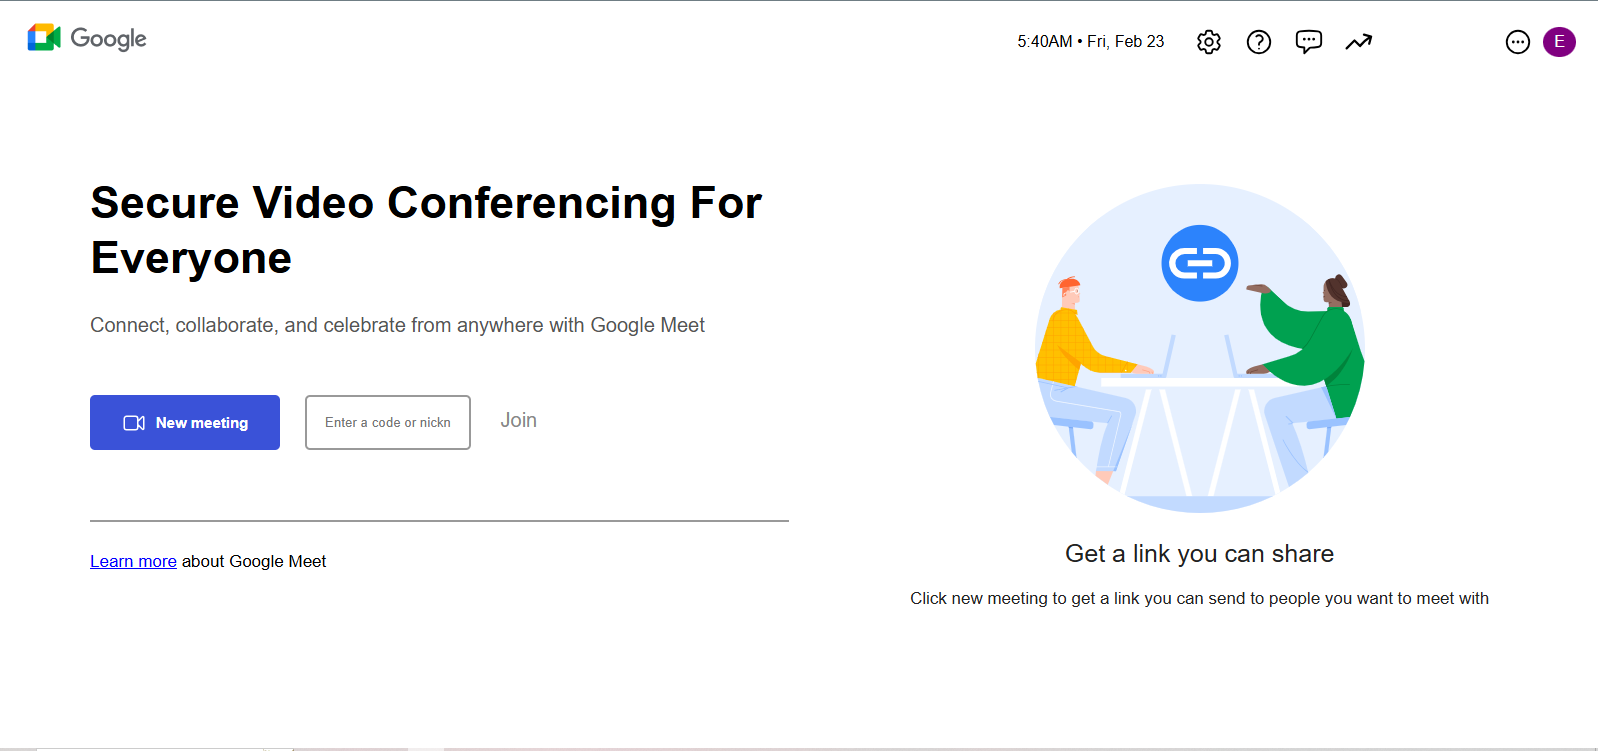 Google
5:40AM • Fri, Feb 23
E
Secure Video Conferencing For
Everyone
Connect, collaborate, and celebrate from anywhere with Google Meet
New meeting
Enter a code or nickn
Join
Learn more about Google Meet
Get a link you can share
Click new meeting to get a link you can send to people you want to meet with